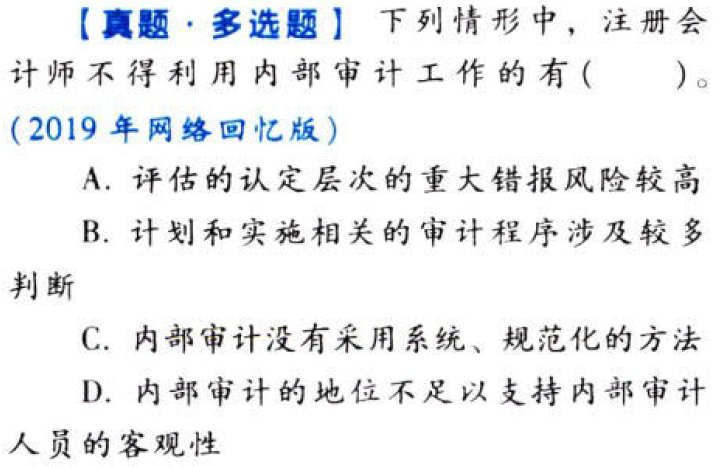 【真题·多选题】下列情形中，注册会
计师不得利用内部审计工作的有(　　)。
(2019年网络回忆版)
A. 评估的认定层次的重大错报风险较高
B. 计划和实施相关的审计程序涉及较多
判断
C. 内部审计没有采用系统、规范化的方法
D. 内部审计的地位不足以支持内部审计
人员的客观性